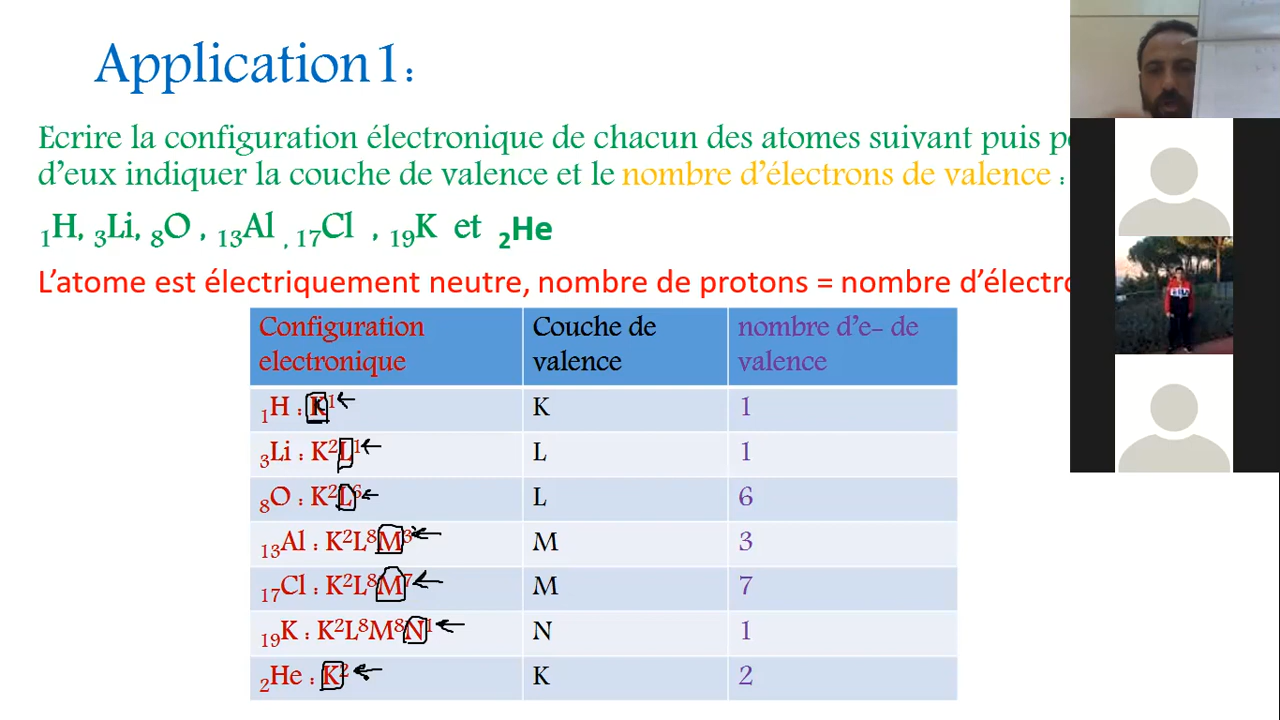 Application1:
Ecrire la configuration électronique de chacun des atomes suivant puis
d'eux indiquer la couche de valence et le nombre d'électrons de valence :
₁H, ₃Li, ₈O , ₁₃Al , ₁₇Cl , ₁₉K et ₂He
L'atome est électriquement neutre, nombre de protons = nombre
Configuration electronique | Couche de valence | nombre d'e- de valence
₁H : K¹ | K | 1
₃Li : K²L¹ | L | 1
₈O : K²L⁶ | L | 6
₁₃Al : K²L⁸M³ | M | 3
₁₇Cl : K²L⁸M⁷ | M | 7
₁₉K : K²L⁸M⁸N¹ | N | 1
₂He : K² | K | 2